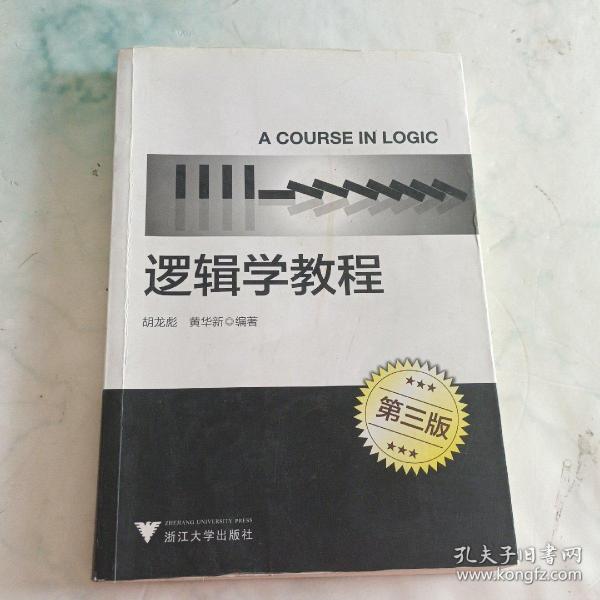 A COURSE IN LOGIC
逻辑学教程
胡龙彪 黄华新◎编著
★★★
第三版
★★★
ZHEJIANG UNIVERSITY PRESS
浙江大学出版社
孔夫子旧书网
www.kongfz.com